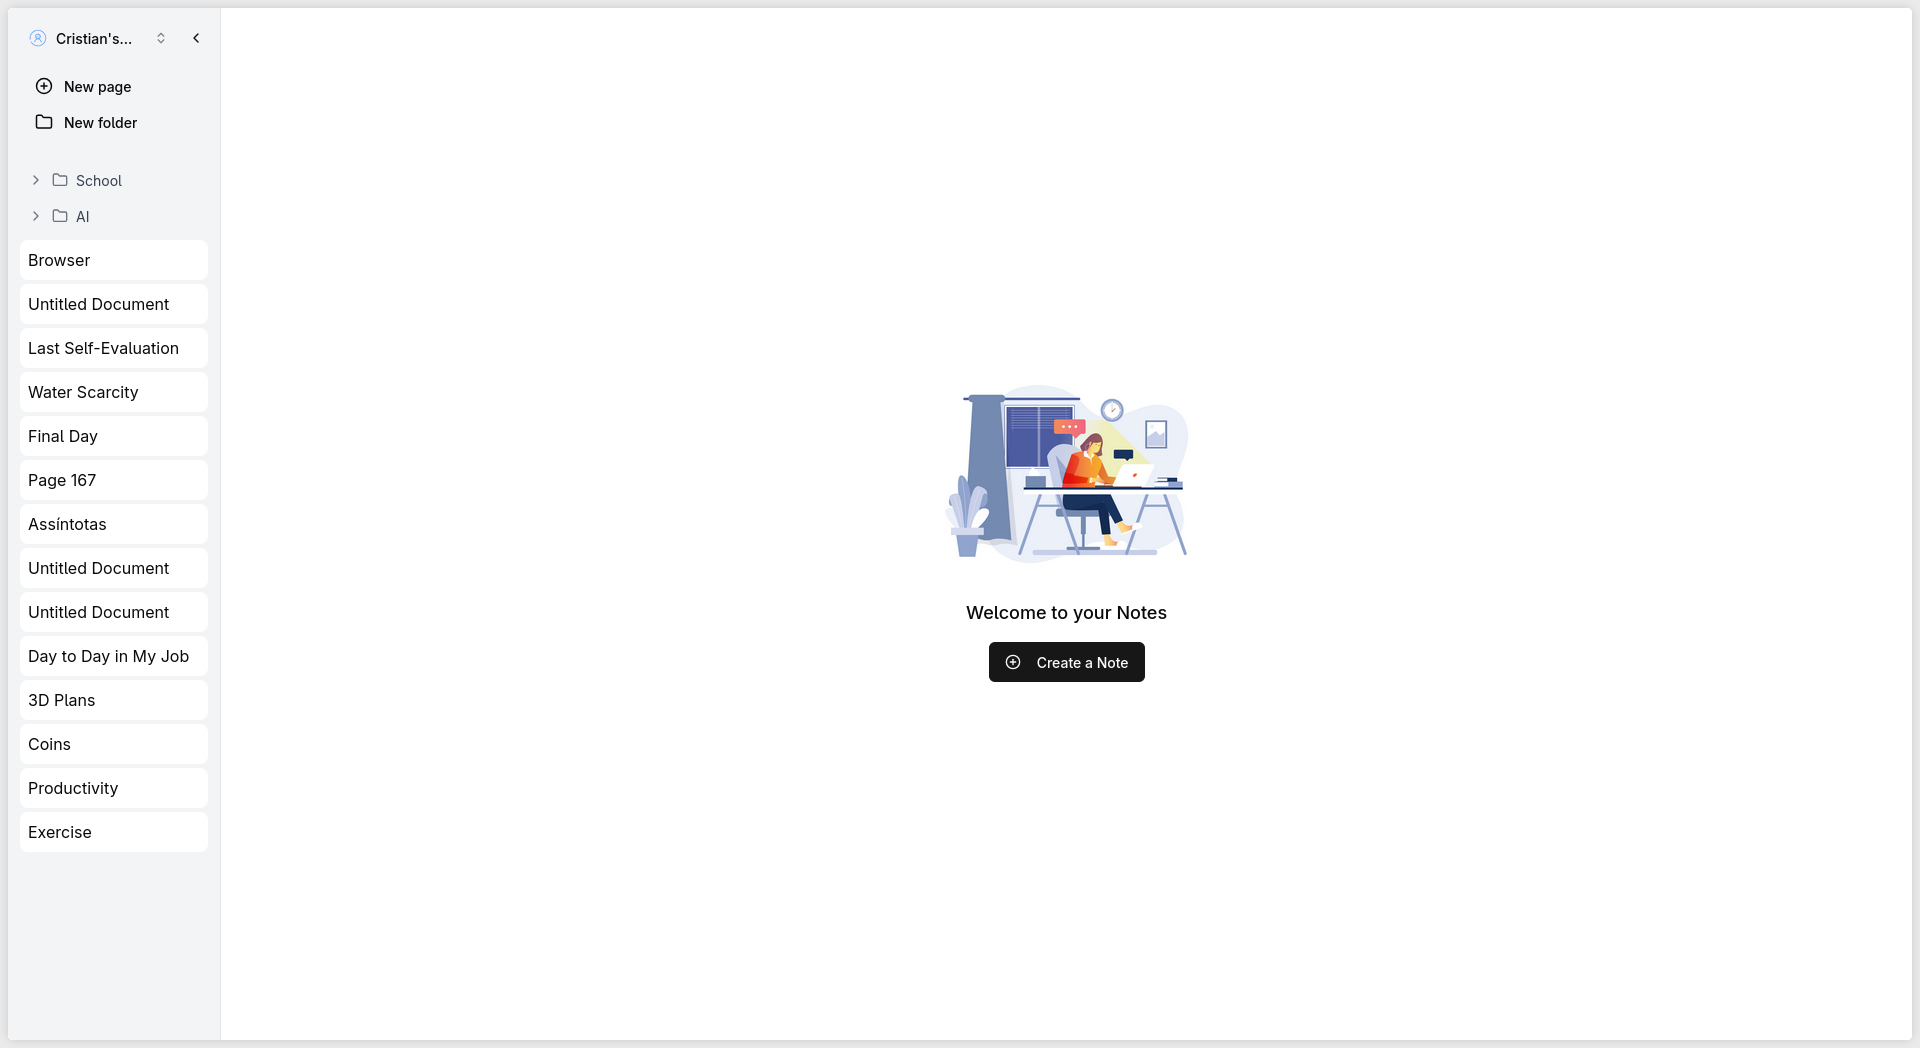 Cristian's...
New page
New folder
School
AI
Browser
Untitled Document
Last Self-Evaluation
Water Scarcity
Final Day
Page 167
Assíntotas
Untitled Document
Untitled Document
Day to Day in My Job
3D Plans
Coins
Productivity
Exercise
Welcome to your Notes
Create a Note